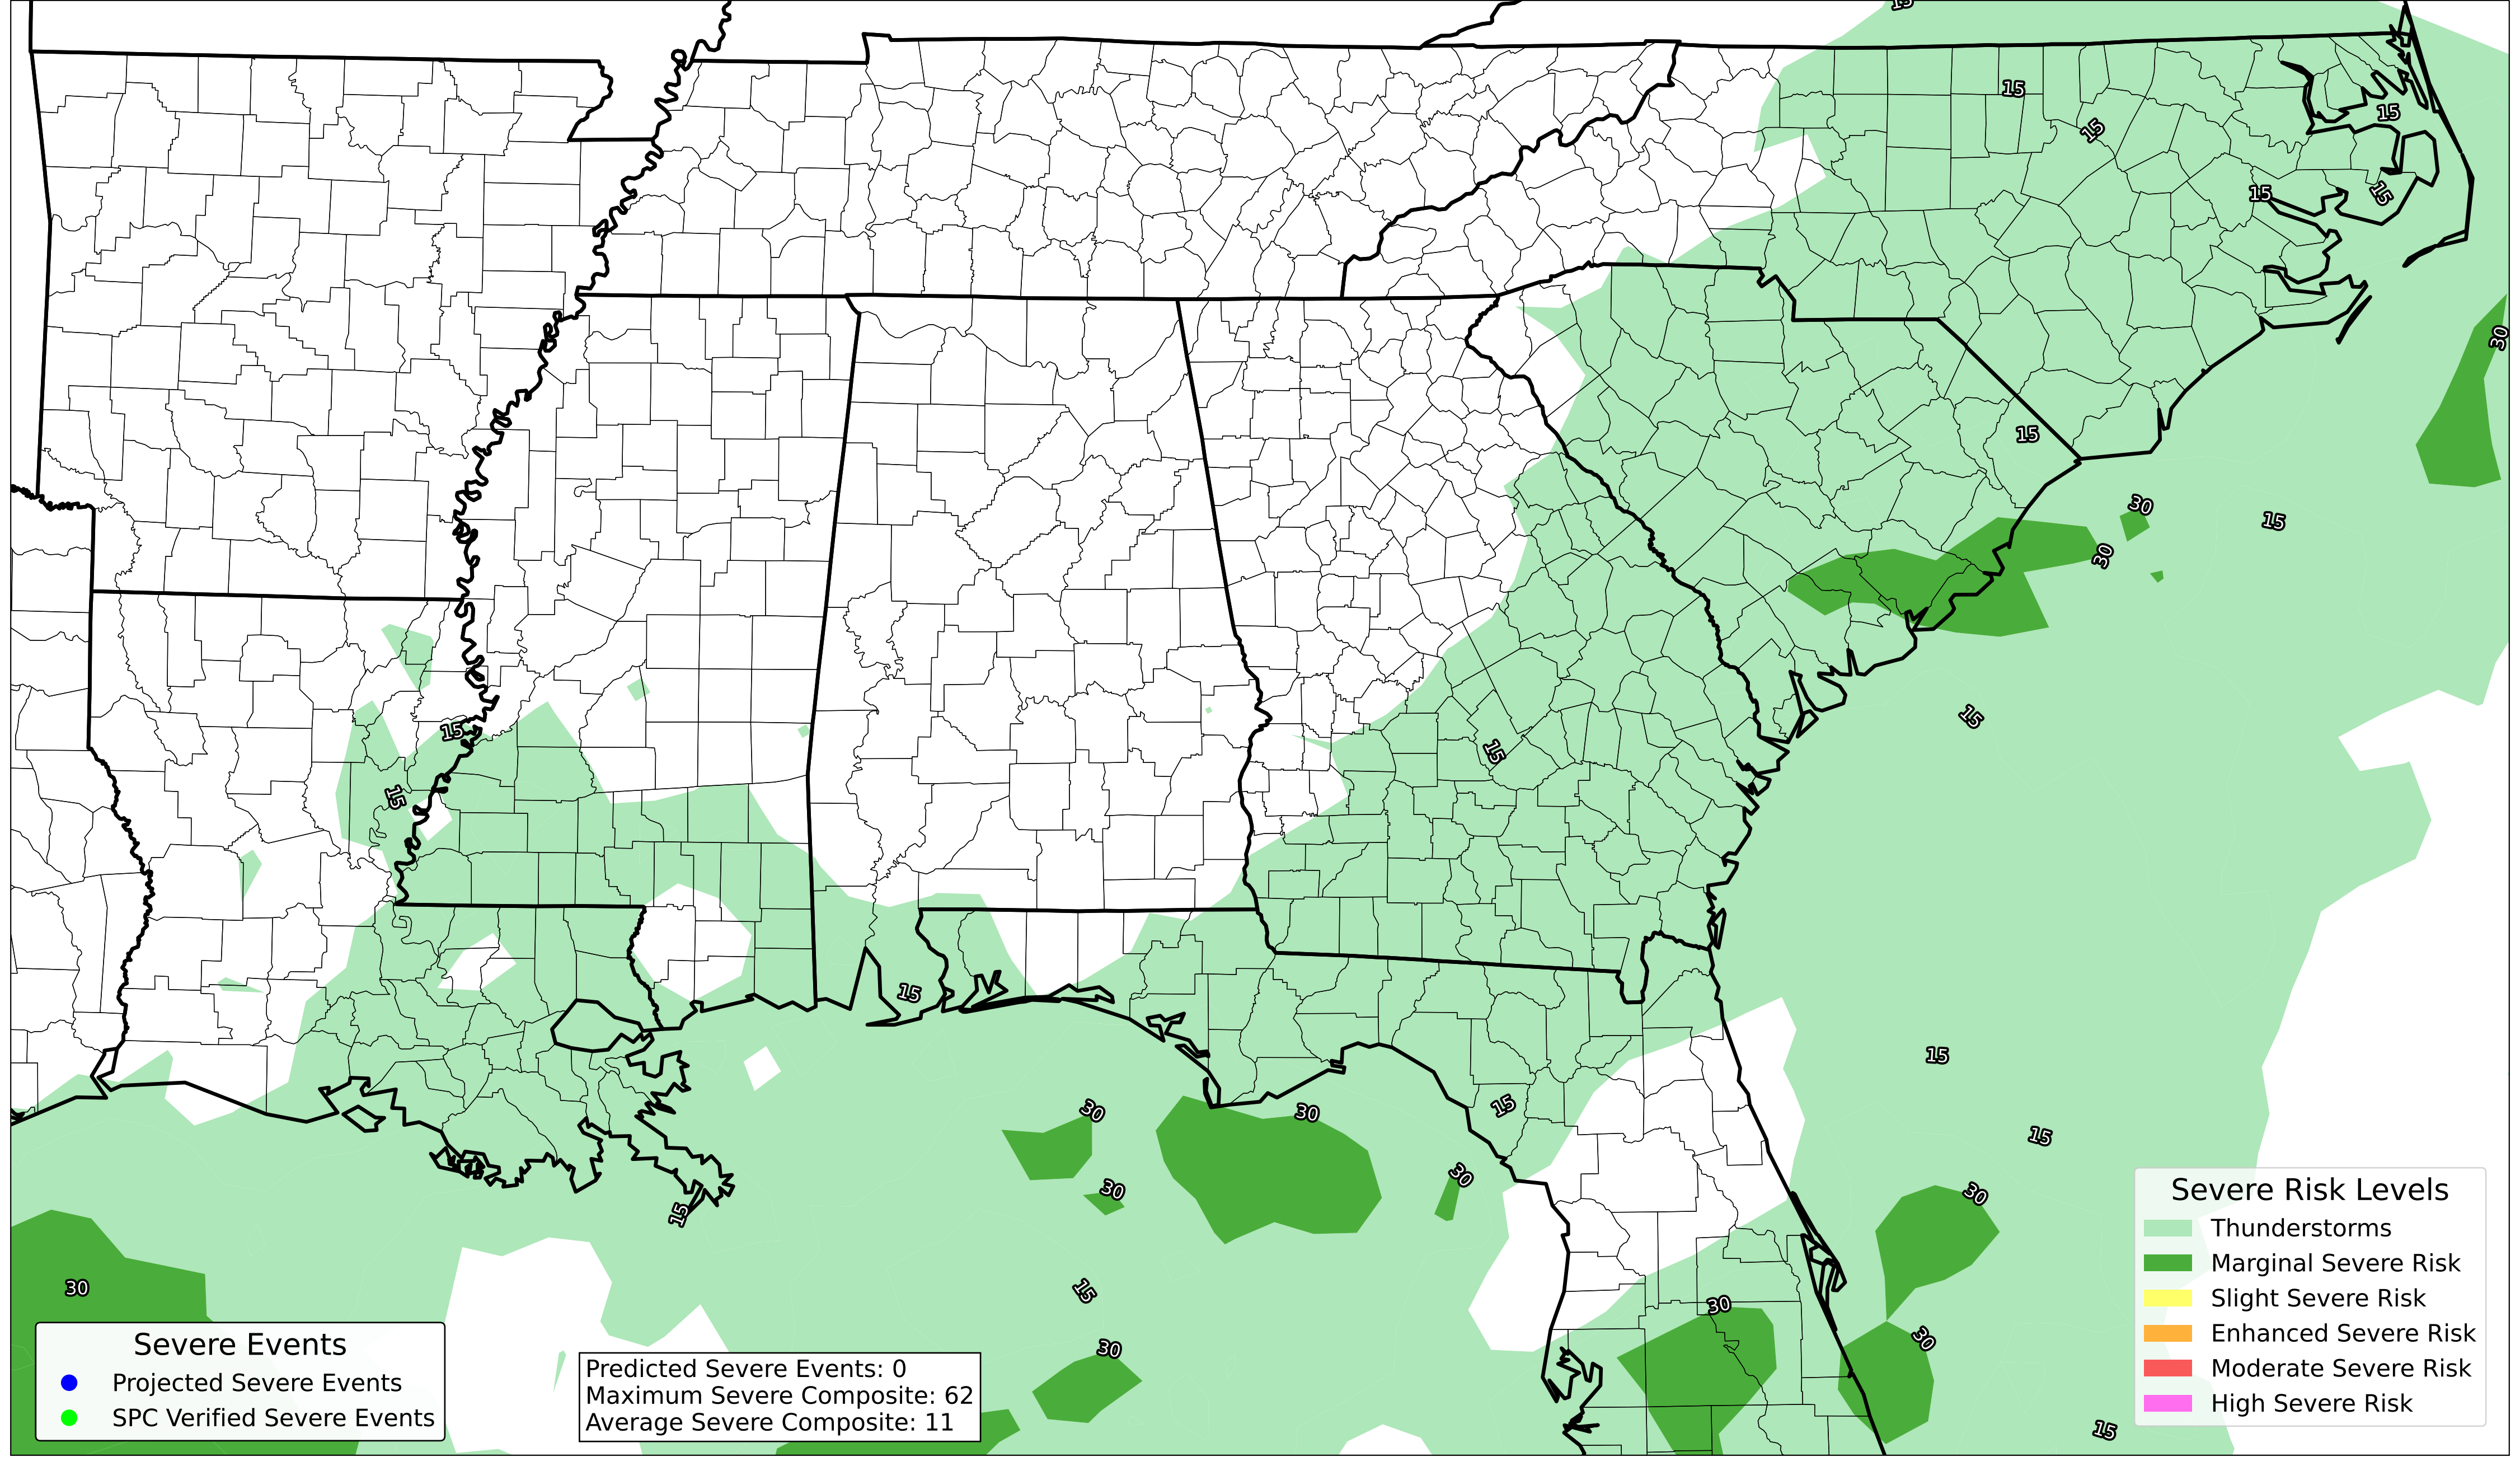 15
15
15
15
15
15
30
15
30
15
30
15
15
15
15
15
15
30
30
15
15
30
30
15
30
30
15
30
30
30
15
Severe Risk Levels
Thunderstorms
Marginal Severe Risk
Slight Severe Risk
Enhanced Severe Risk
Moderate Severe Risk
High Severe Risk
Severe Events
Projected Severe Events
SPC Verified Severe Events
Predicted Severe Events: 0
Maximum Severe Composite: 62
Average Severe Composite: 11